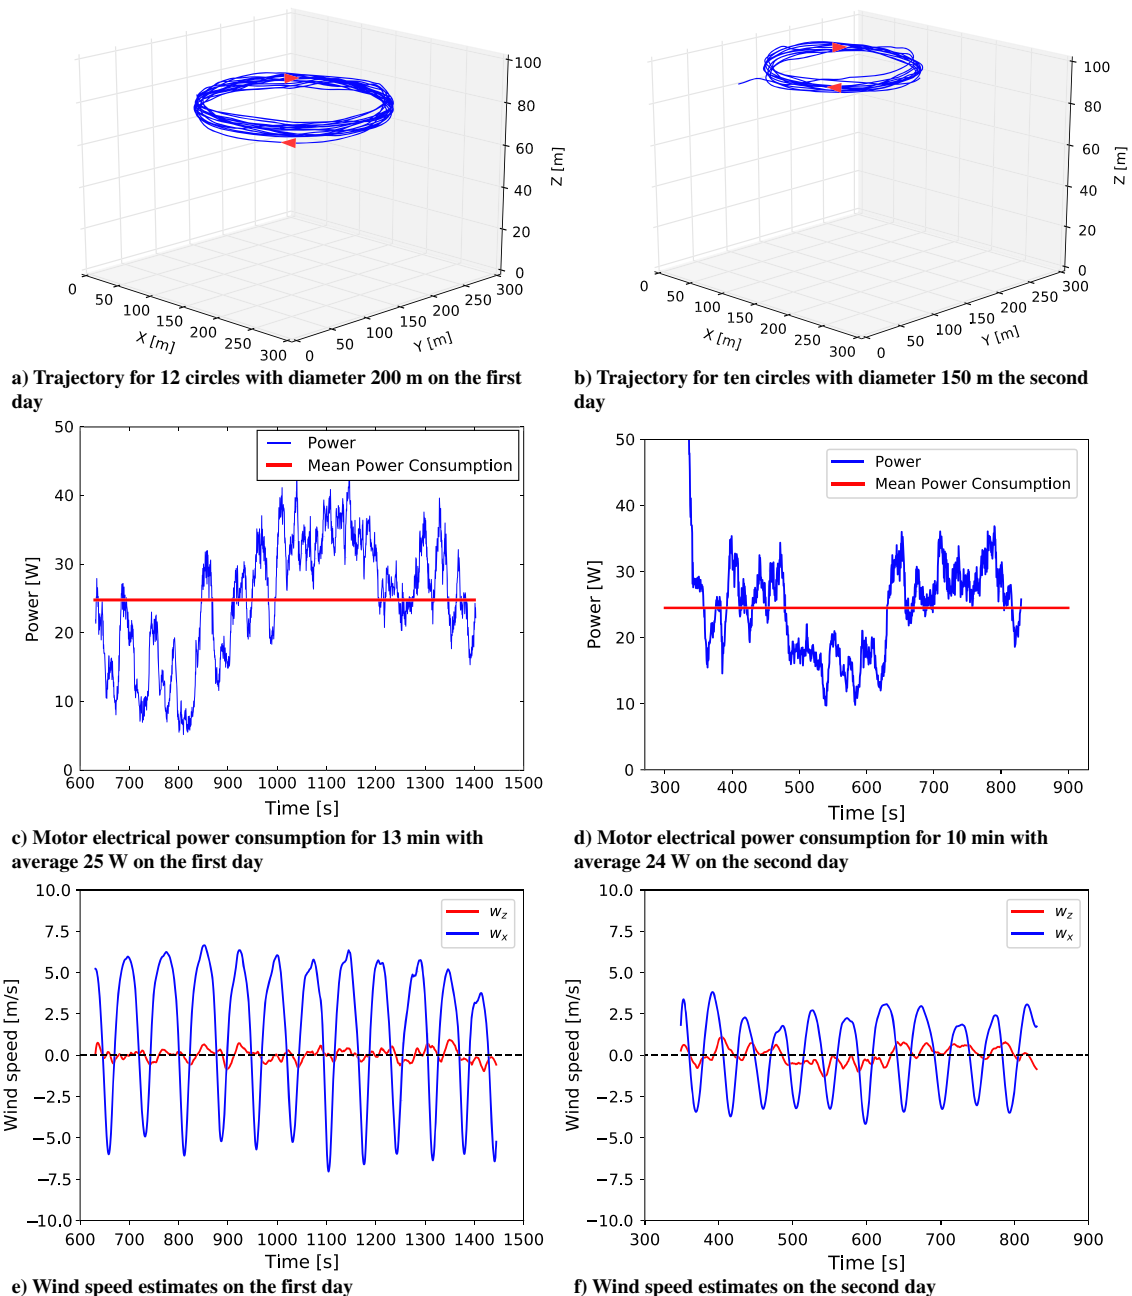 100
80
60
40
20
0
Z [m]
0
50
100
150
200
250
300
X [m]
0
50
100
150
200
250
300
Y [m]
a) Trajectory for 12 circles with diameter 200 m on the first
day
100
80
60
40
20
0
Z [m]
0
50
100
150
200
250
300
X [m]
0
50
100
150
200
250
300
Y [m]
b) Trajectory for ten circles with diameter 150 m the second
day
50
40
30
20
10
0
Power [W]
Power
Mean Power Consumption
600 700 800 900 1000 1100 1200 1300 1400 1500
Time [s]
c) Motor electrical power consumption for 13 min with
average 25 W on the first day
50
40
30
20
10
0
Power [W]
Power
Mean Power Consumption
300 400 500 600 700 800 900
Time [s]
d) Motor electrical power consumption for 10 min with
average 24 W on the second day
10.0
7.5
5.0
2.5
0.0
−2.5
−5.0
−7.5
−10.0
Wind speed [m/s]
w_z
w_x
600 700 800 900 1000 1100 1200 1300 1400 1500
Time [s]
e) Wind speed estimates on the first day
10.0
7.5
5.0
2.5
0.0
−2.5
−5.0
−7.5
−10.0
Wind speed [m/s]
w_z
w_x
300 400 500 600 700 800 900
Time [s]
f) Wind speed estimates on the second day